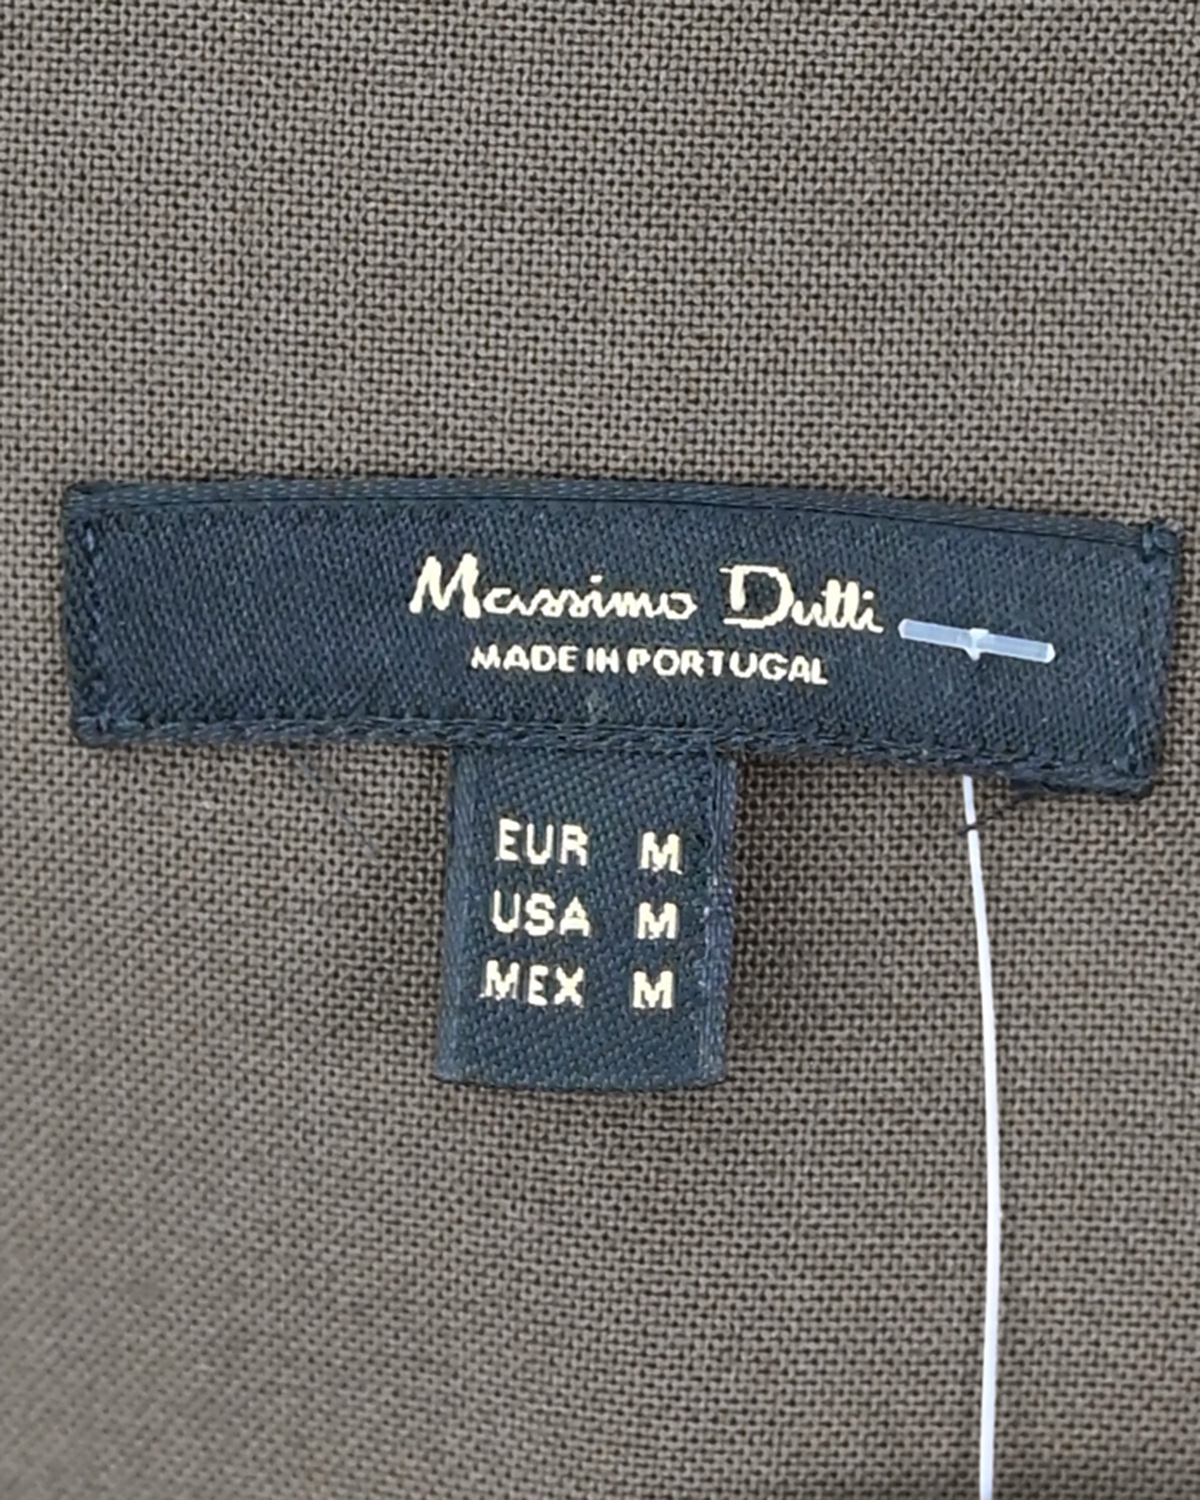 Massimo Dutti
MADE IN PORTUGAL
EUR M
USA M
MEX M